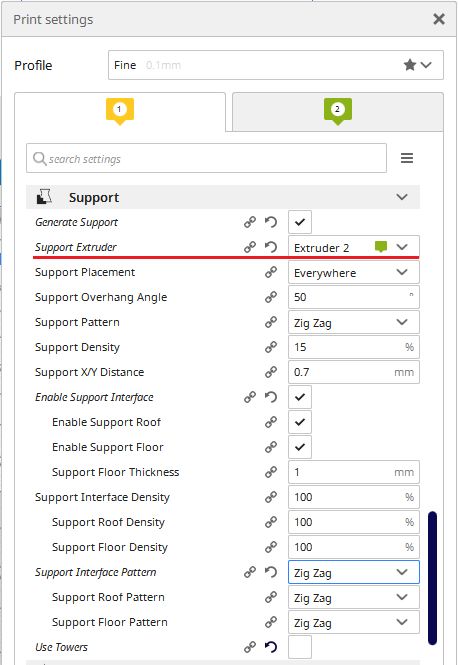 Print settings
Profile
Fine 0.1mm
1
2
search settings
Support
Generate Support
Support Extruder Extruder 2
Support Placement Everywhere
Support Overhang Angle 50 °
Support Pattern Zig Zag
Support Density 15 %
Support X/Y Distance 0.7 mm
Enable Support Interface
Enable Support Roof
Enable Support Floor
Support Floor Thickness 1 mm
Support Interface Density 100 %
Support Roof Density 100 %
Support Floor Density 100 %
Support Interface Pattern Zig Zag
Support Roof Pattern Zig Zag
Support Floor Pattern Zig Zag
Use Towers